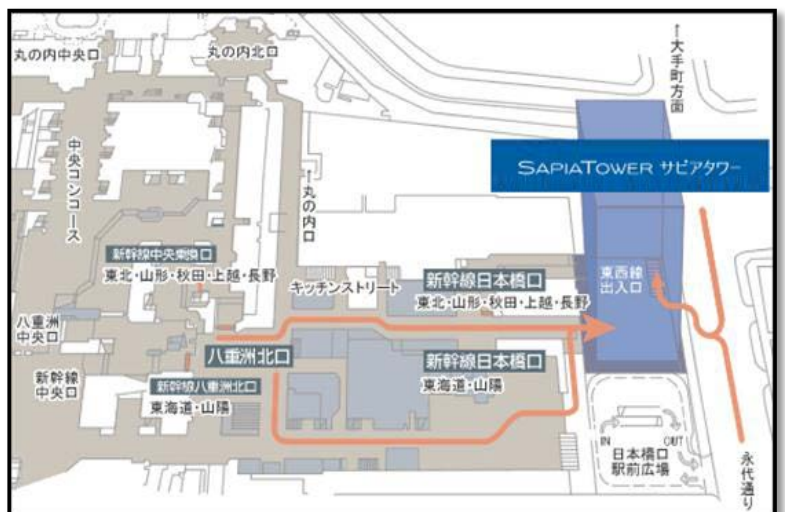 丸の内中央口
丸の内北口
↑大手町方面
SAPIATOWER サピアタワー
中央コンコース
↑丸の内口
新幹線中央乗換口
東北・山形・秋田・上越・長野
キッチンストリート
新幹線日本橋口
東北・山形・秋田・上越・長野
東西線
出入口
八重洲
中央口
八重洲北口
新幹線
中央口
新幹線八重洲北口
東海道・山陽
新幹線日本橋口
東海道・山陽
IN
OUT
日本橋口
駅前広場
永代通り